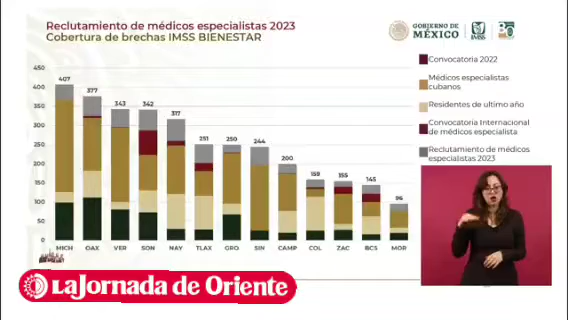 Reclutamiento de médicos especialistas 2023
Cobertura de brechas IMSS BIENESTAR
GOBIERNO DE
MÉXICO
IMSS
Convocatoria 2022
Médicos especialistas
cubanos
Residentes de ultimo año
Convocatoria Internacional
de médicos especialista
Reclutamiento de médicos
especialistas 2023
450
400
350
300
250
200
150
100
50
0
407
377
343
342
317
251
250
244
200
159
155
145
96
MICH OAX VER SON NAY TLAX GRO SIN CAMP COL ZAC BCS MOR
LaJornada de Oriente